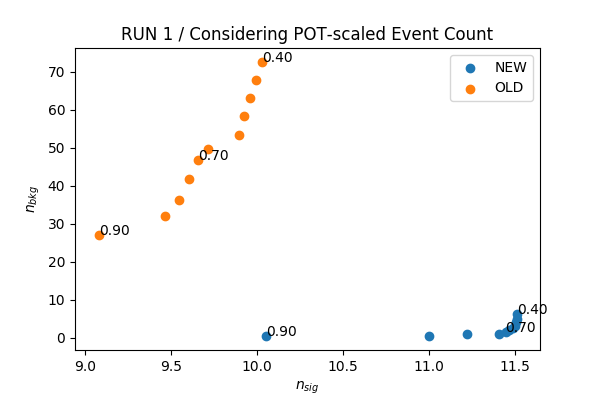 RUN 1 / Considering POT-scaled Event Count
NEW
OLD
n_bkg
70
60
50
40
30
20
10
0
0.40
0.70
0.90
0.40
0.70
0.90
9.0 9.5 10.0 10.5 11.0 11.5
n_sig